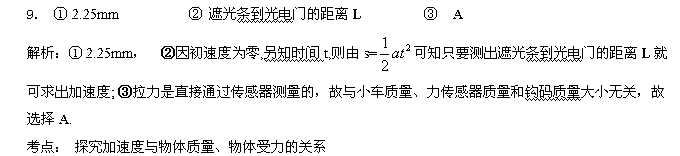 9. ① 2.25mm ② 遮光条到光电门的距离 L ③ A
解析：① 2.25mm， ②因初速度为零,另知时间 t,则由 s=\frac{1}{2}at^2 可知只要测出遮光条到光电门的距离 L 就
可求出加速度; ③拉力是直接通过传感器测量的，故与小车质量、力传感器质量和钩码质量大小无关，故
选择 A.
考点： 探究加速度与物体质量、物体受力的关系